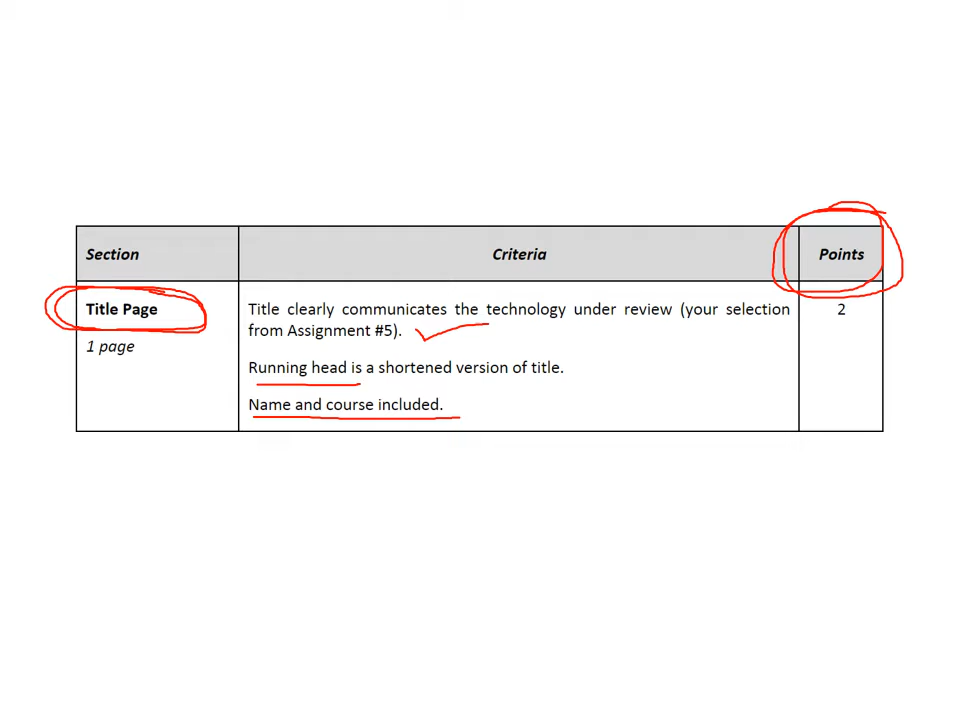 Section Criteria Points
Title Page Title clearly communicates the technology under review (your selection 2
from Assignment #5).
1 page
Running head is a shortened version of title.
Name and course included.